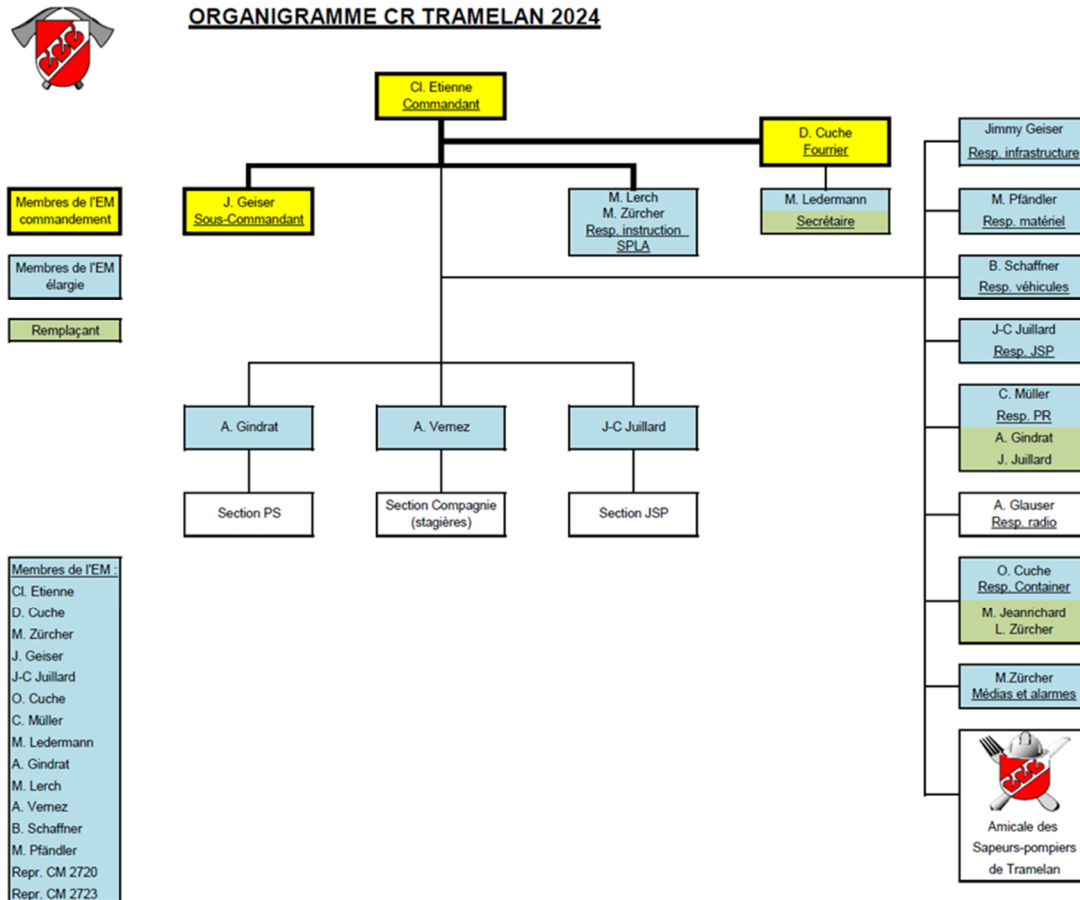 ORGANIGRAMME CR TRAMELAN 2024
Cl. Etienne
Commandant
D. Cuche
Fourrier
J. Geiser
Sous-Commandant
M. Lerch
M. Zürcher
Resp. instruction
SPLA
M. Ledermann
Secrétaire
Membres de l'EM
commandement
Membres de l'EM
élargie
Remplaçant
Jimmy Geiser
Resp. infrastructure
M. Pfändler
Resp. matériel
B. Schaffner
Resp. véhicules
J-C Juillard
Resp. JSP
C. Müller
Resp. PR
A. Gindrat
J. Juillard
A. Glauser
Resp. radio
O. Cuche
Resp. Container
M. Jeanrichard
L. Zürcher
M.Zürcher
Médias et alarmes
Amicale des
Sapeurs-pompiers
de Tramelan
A. Gindrat
A. Vernez
J-C Juillard
Section PS
Section Compagnie
(stagières)
Section JSP
Membres de l'EM :
Cl. Etienne
D. Cuche
M. Zürcher
J. Geiser
J-C Juillard
O. Cuche
C. Müller
M. Ledermann
A. Gindrat
M. Lerch
A. Vernez
B. Schaffner
M. Pfändler
Repr. CM 2720
Repr. CM 2723